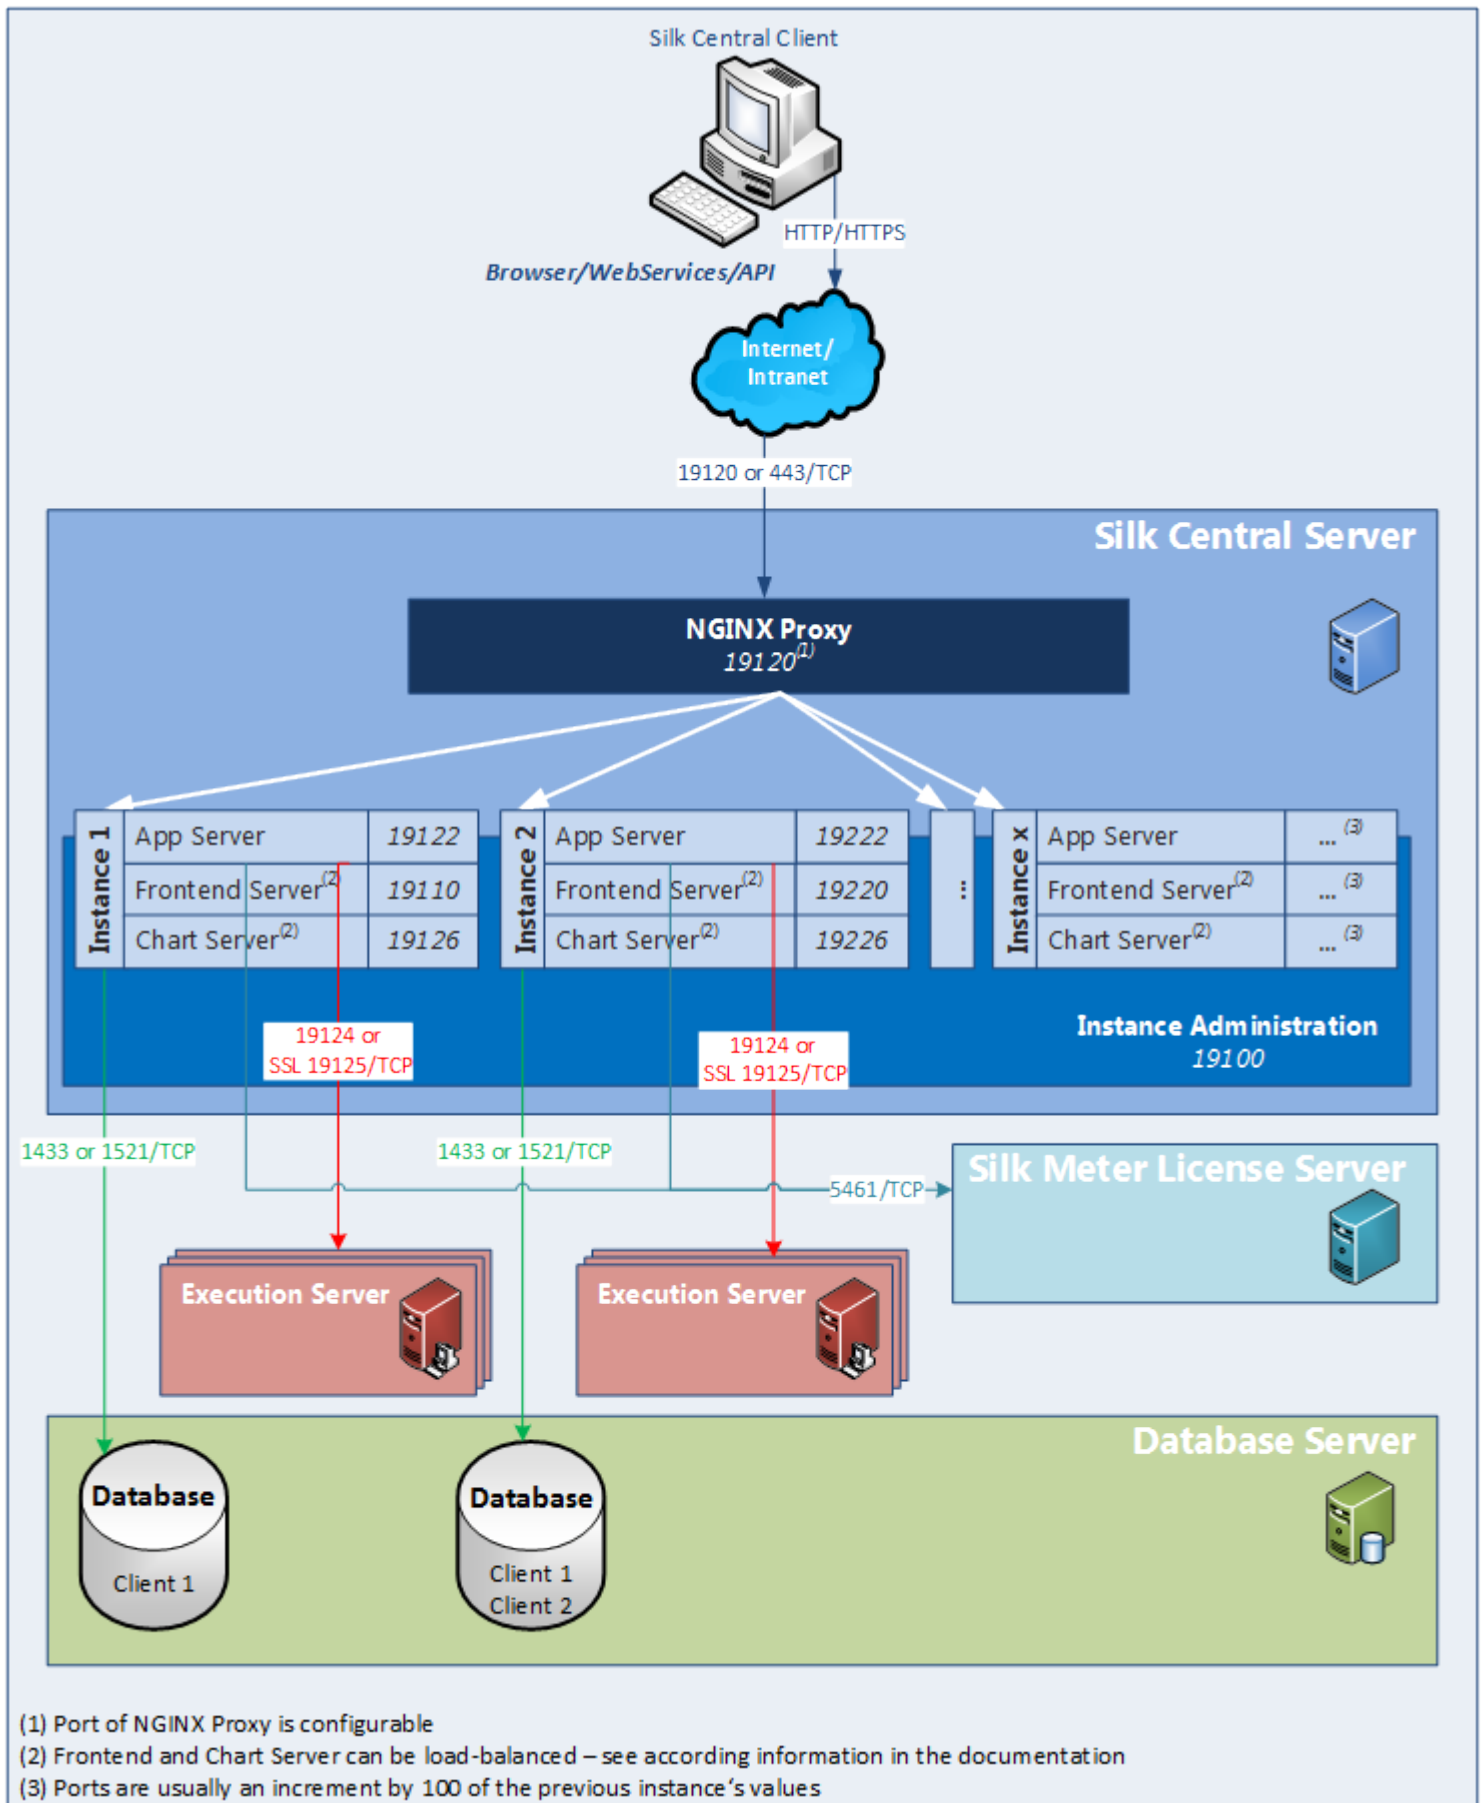 Silk Central Client
HTTP/HTTPS
Browser/WebServices/API
Internet/
Intranet
19120 or 443/TCP
Silk Central Server
NGINX Proxy
19120(1)
Instance 1
App Server 19122
Frontend Server(2) 19110
Chart Server(2) 19126
Instance 2
App Server 19222
Frontend Server(2) 19220
Chart Server(2) 19226
...
Instance x
App Server ... (3)
Frontend Server(2) ... (3)
Chart Server(2) ... (3)
Instance Administration
19100
19124 or
SSL 19125/TCP
19124 or
SSL 19125/TCP
1433 or 1521/TCP
1433 or 1521/TCP
5461/TCP
Silk Meter License Server
Execution Server
Execution Server
Database Server
Database
Client 1
Database
Client 1
Client 2
(1) Port of NGINX Proxy is configurable
(2) Frontend and Chart Server can be load-balanced – see according information in the documentation
(3) Ports are usually an increment by 100 of the previous instance‘s values